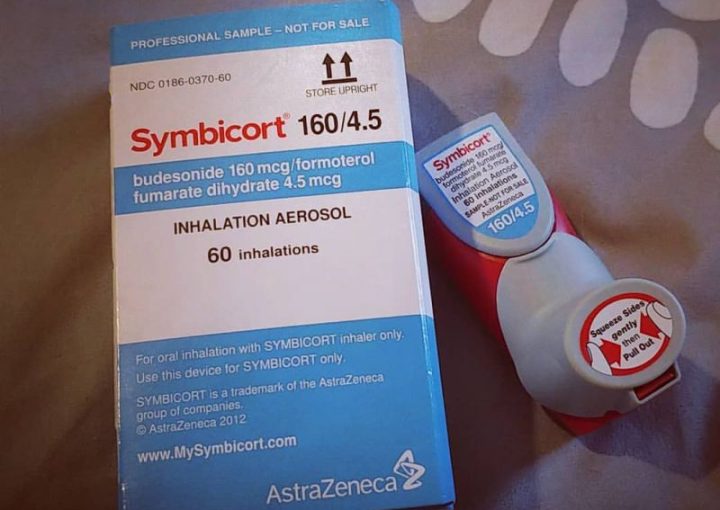 PROFESSIONAL SAMPLE – NOT FOR SALE
NDC 0186-0370-60
STORE UPRIGHT
Symbicort® 160/4.5
budesonide 160 mcg/formoterol
fumarate dihydrate 4.5 mcg
INHALATION AEROSOL
60 inhalations
For oral inhalation with SYMBICORT inhaler only.
Use this device for SYMBICORT only.
SYMBICORT is a trademark of the AstraZeneca
group of companies.
© AstraZeneca 2012
www.MySymbicort.com
AstraZeneca
Symbicort®
budesonide 160 mcg/
formoterol fumarate
dihydrate 4.5 mcg
Inhalation Aerosol
60 inhalations
SAMPLE-NOT FOR SALE
AstraZeneca
160/4.5
Squeeze Sides
gently
then
Pull Out